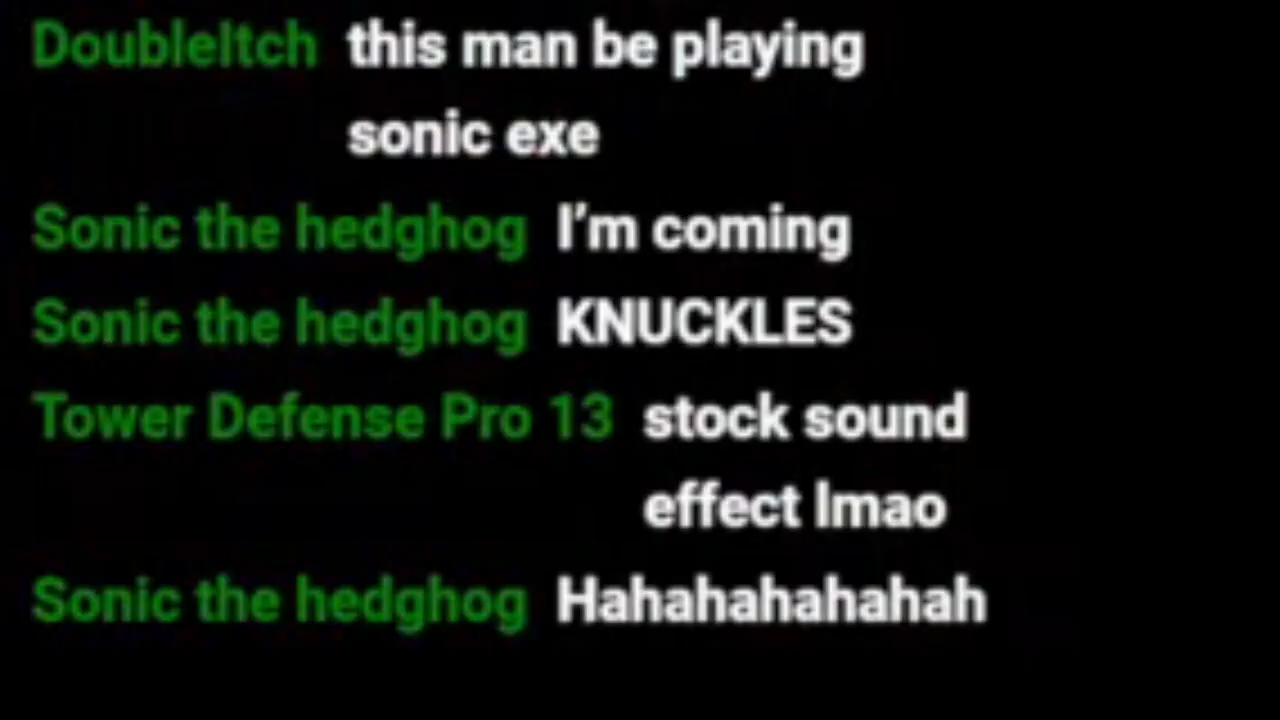 DoubleItch this man be playing
sonic exe
Sonic the hedghog I'm coming
Sonic the hedghog KNUCKLES
Tower Defense Pro 13 stock sound
effect lmao
Sonic the hedghog Hahahahahahah